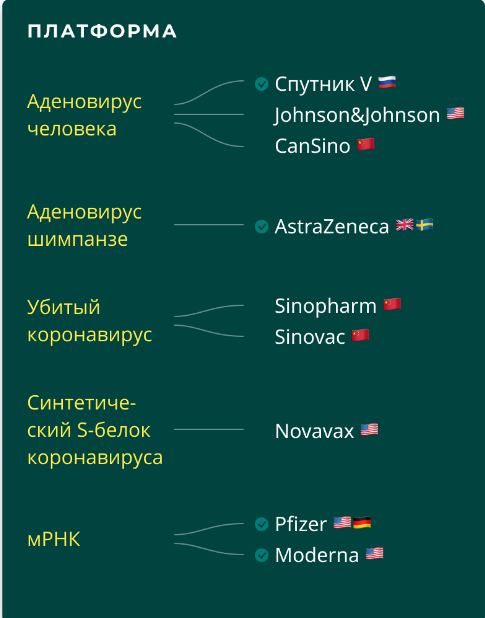 ПЛАТФОРМА
Аденовирус
человека
Спутник V
Johnson&Johnson
CanSino
Аденовирус
шимпанзе
AstraZeneca
Убитый
коронавирус
Sinopharm
Sinovac
Синтетиче-
ский S-белок
коронавируса
Novavax
мРНК
Pfizer
Moderna